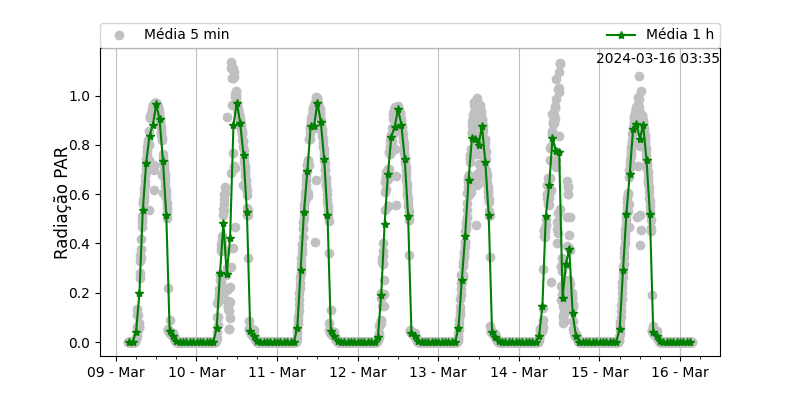 Média 5 min
Média 1 h
2024-03-16 03:35
Radiação PAR
1.0
0.8
0.6
0.4
0.2
0.0
09 - Mar
10 - Mar
11 - Mar
12 - Mar
13 - Mar
14 - Mar
15 - Mar
16 - Mar